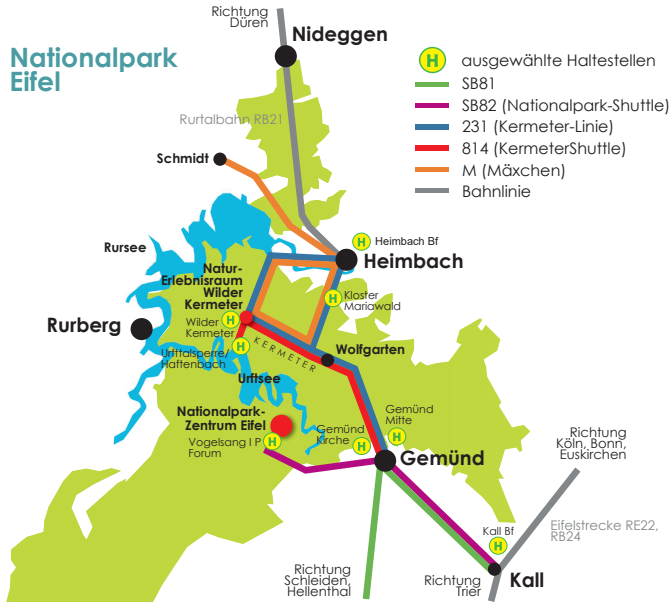 Richtung
Düren
Nationalpark
Eifel
Nideggen
H ausgewählte Haltestellen
SB81
SB82 (Nationalpark-Shuttle)
231 (Kermeter-Linie)
814 (KermeterShuttle)
M (Mäxchen)
Bahnlinie
Rurtalbahn RB21
Schmidt
Rursee
H Heimbach Bf
Heimbach
Natur-
Erlebnisraum
Wilder
Kermeter
H Kloster
Mariawald
Rurberg
Wilder
Kermeter
H
Urfttalsperre/
Haftenbach
H
KERMETER
Wolfgarten
Urftsee
Nationalpark-
Zentrum Eifel
Vogelsang I P
Forum
H
Gemünd
Kirche
H
Gemünd
Mitte
H
Gemünd
Richtung
Köln, Bonn,
Euskirchen
Eifelstrecke RE22,
RB24
Kall Bf
H
Kall
Richtung
Schleiden,
Hellenthal
Richtung
Trier